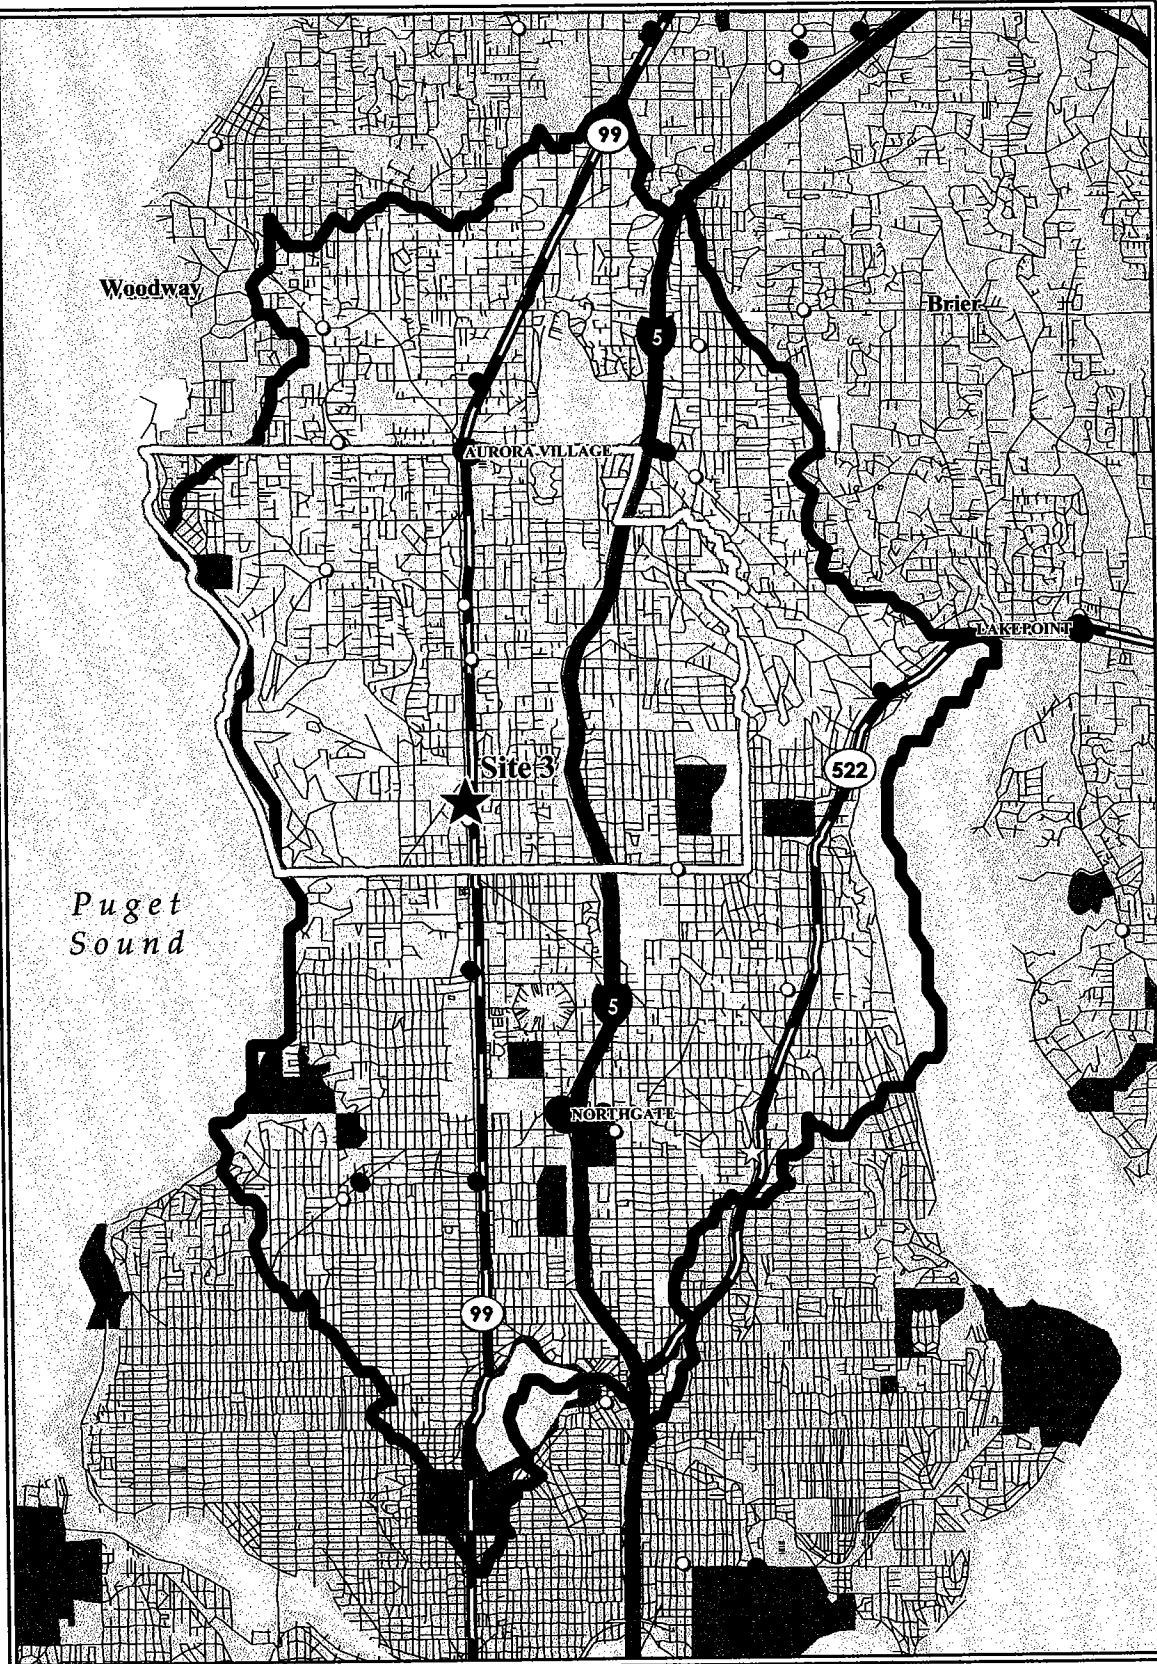 99
Woodway
Brier
5
AURORA VILLAGE
LAKEPOINT
Site 3
522
Puget
Sound
5
NORTHGATE
99